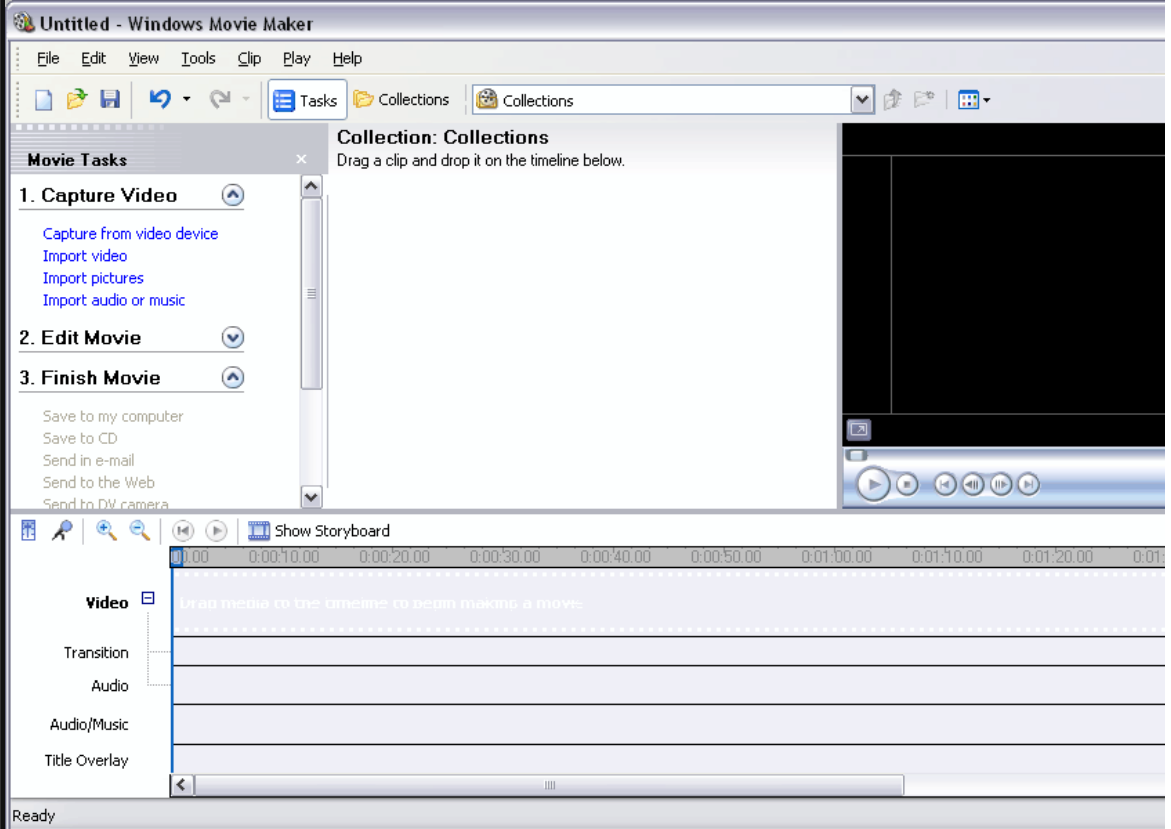 Untitled - Windows Movie Maker
File Edit View Tools Clip Play Help
Tasks Collections Collections
Movie Tasks
Collection: Collections
Drag a clip and drop it on the timeline below.
1. Capture Video
Capture from video device
Import video
Import pictures
Import audio or music
2. Edit Movie
3. Finish Movie
Save to my computer
Save to CD
Send in e-mail
Send to the Web
Send to DV camera
Show Storyboard
0:00:10.00 0:00:20.00 0:00:30.00 0:00:40.00 0:00:50.00 0:01:00.00 0:01:10.00 0:01:20.00
Video Drag media to the timeline to begin making a movie
Transition
Audio
Audio/Music
Title Overlay
Ready